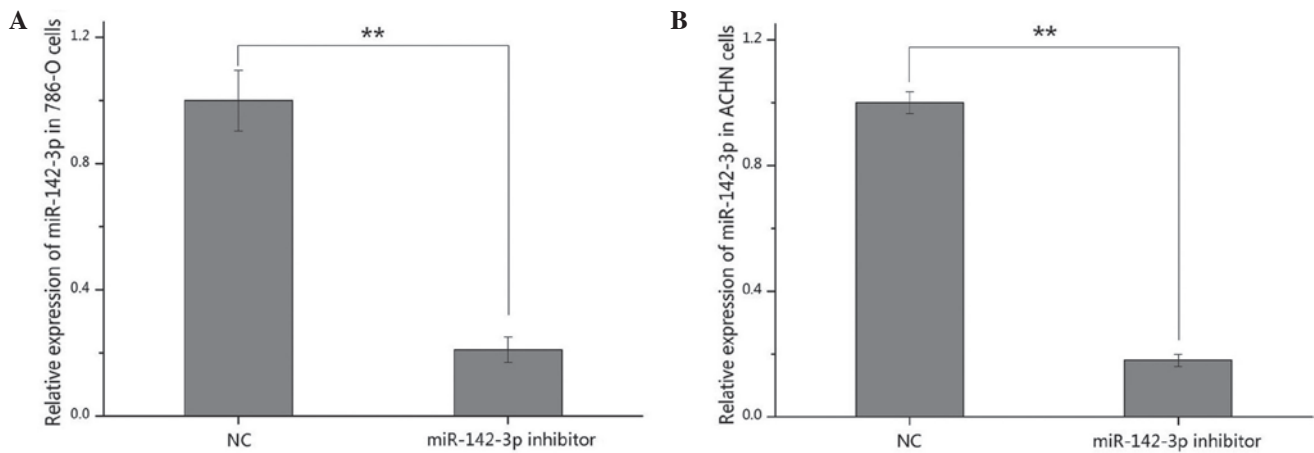 A
Relative expression of miR-142-3p in 786-O cells
1.2
0.8
0.4
0.0
**
NC
miR-142-3p inhibitor
B
Relative expression of miR-142-3p in ACHN cells
1.2
0.8
0.4
0.0
**
NC
miR-142-3p inhibitor